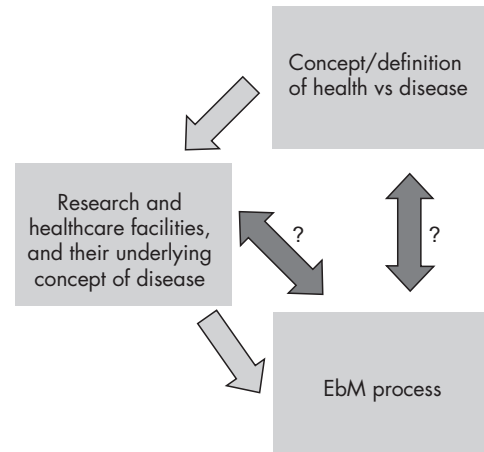 Concept/definition
of health vs disease
Research and
healthcare facilities,
and their underlying
concept of disease
?
?
EbM process